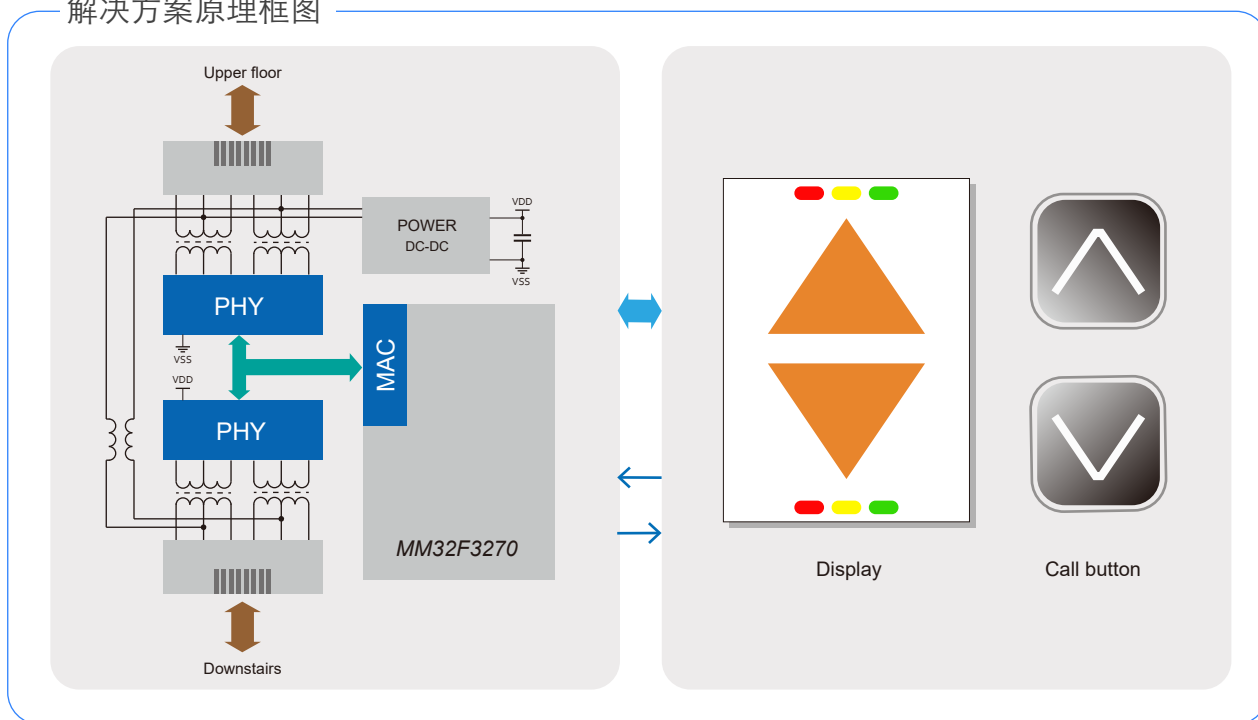 解决方案原理框图
Upper floor
POWER
DC-DC
VDD
VSS
PHY
VSS
VDD
MAC
PHY
MM32F3270
Downstairs
Display
Call button